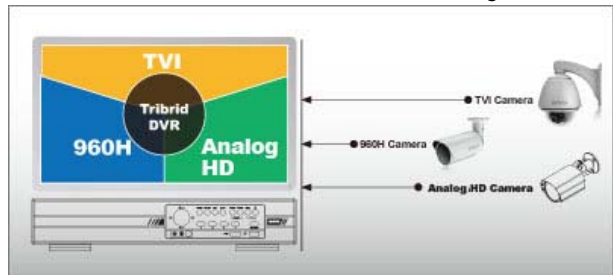 TVI
Tribrid
DVR
960H
Analog
HD
TVI Camera
960H Camera
Analog HD Camera